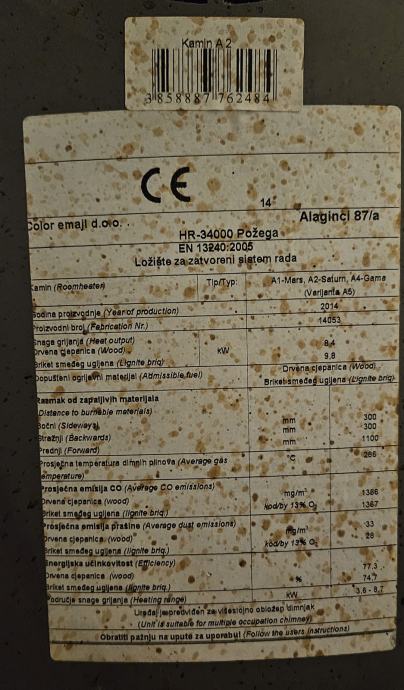 Kamin A 2
3 858887 762484
CE
14
Color emajl d.o.o. Alaginci 87/a
HR-34000 Požega
EN 13240:2005
Ložište za zatvoreni sistem rada
Kamin (Roomheater) Tip/Typ: A1-Mars, A2-Saturn, A4-Gama
(Varijanta A5)
Godina proizvodnje (Year of production) 2014
Proizvodni broj (Fabrication Nr.) 14053
Snaga grijanja (Heat output)
Drvena cjepanica (Wood) kW 8,4
Briket smeđeg ugljena (Lignite briq) 9,8
Dopušteni ogrijevni materijal (Admissible fuel) Drvena cjepanica (Wood)
Briket smeđeg ugljena (Lignite briq)
Razmak od zapaljivih materijala
(Distance to burnable materials)
Bočni (Sideways) mm 300
Stražnji (Backwards) mm 300
Prednji (Forward) mm 1100
Prosječna temperatura dimnih plinova (Average gas °C 286
temperature)
Prosječna emisija CO (Average CO emissions)
Drvena cjepanica (wood) mg/m³ 1386
Briket smeđeg ugljena (lignite briq.) kod/by 13% O₂ 1367
Prosječna emisija prašine (Average dust emissions) 33
Drvena cjepanica (wood) mg/m³ 28
Briket smeđeg ugljena (lignite briq.) kod/by 13% O₂
Energijska učinkovitost (Efficiency)
Drvena cjepanica (wood) 77,3
Briket smeđeg ugljena (lignite briq.) % 74,7
Područje snage grijanja (Heating range) kW 3,6 - 8,7
Uređaj je predviđen za višestojno obložep dimnjak
(Unit is suitable for multiple occupation chimney)
Obratiti pažnju na upute za uporabu! (Follow the users instructions)